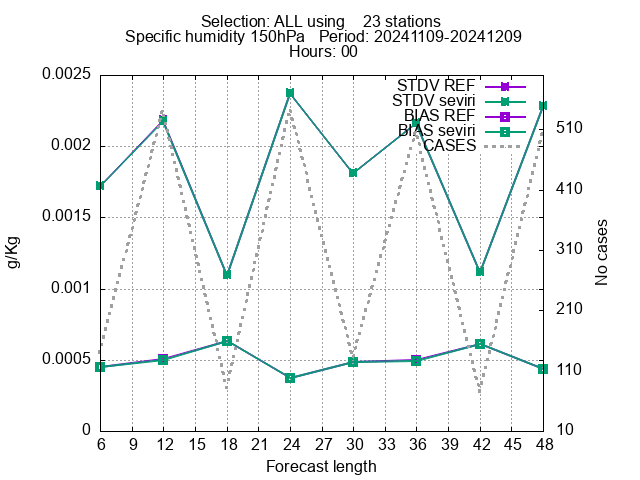 Selection: ALL using    23 stations
Specific humidity 150hPa   Period: 20241109-20241209
Hours: 00
STDV REF
STDV seviri
BIAS REF
BIAS seviri
CASES
0.0025
0.002
0.0015
0.001
0.0005
0
g/Kg
510
410
310
210
110
10
No cases
6 9 12 15 18 21 24 27 30 33 36 39 42 45 48
Forecast length